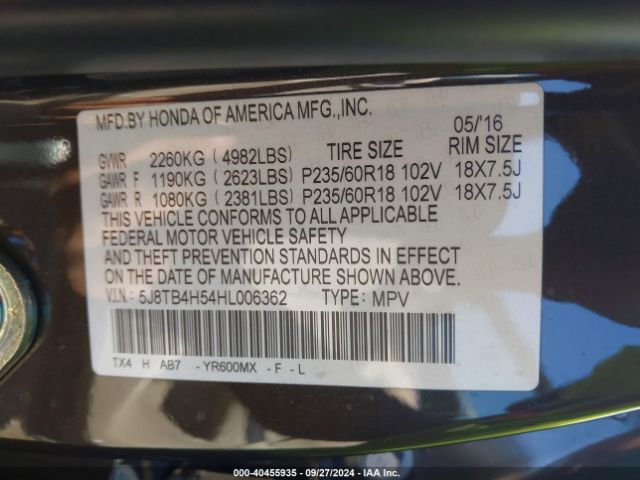 MFD.BY HONDA OF AMERICA MFG.,INC.
05/'16
GVWR 2260KG ( 4982LBS) TIRE SIZE RIM SIZE
GAWR F 1190KG ( 2623LBS) P235/60R18 102V 18X7.5J
GAWR R 1080KG ( 2381LBS) P235/60R18 102V 18X7.5J
THIS VEHICLE CONFORMS TO ALL APPLICABLE
FEDERAL MOTOR VEHICLE SAFETY
AND THEFT PREVENTION STANDARDS IN EFFECT
ON THE DATE OF MANUFACTURE SHOWN ABOVE.
V.I.N.: 5J8TB4H54HL006362 TYPE: MPV
TX4 H AB7 -YR600MX -F -L
000-40455935 - 09/27/2024 - IAA Inc.